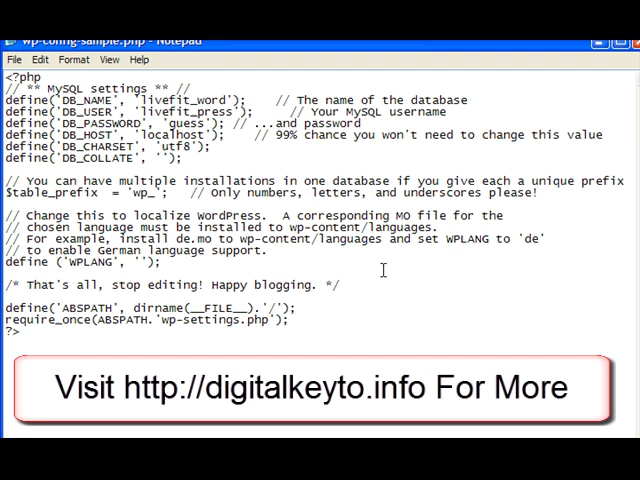 wp-config-sample.php - Notepad
File Edit Format View Help
<?php
// ** MySQL settings ** //
define('DB_NAME', 'livefit_word');    // The name of the database
define('DB_USER', 'livefit_press');     // Your MySQL username
define('DB_PASSWORD', 'guess'); // ...and password
define('DB_HOST', 'localhost');    // 99% chance you won't need to change this value
define('DB_CHARSET', 'utf8');
define('DB_COLLATE', '');
// You can have multiple installations in one database if you give each a unique prefix
$table_prefix  = 'wp_';   // Only numbers, letters, and underscores please!
// Change this to localize WordPress.  A corresponding MO file for the
// chosen language must be installed to wp-content/languages.
// For example, install de.mo to wp-content/languages and set WPLANG to 'de'
// to enable German language support.
define ('WPLANG', '');
/* That's all, stop editing! Happy blogging. */
define('ABSPATH', dirname(__FILE__).'/');
require_once(ABSPATH.'wp-settings.php');
?>
Visit http://digitalkeyto.info For More